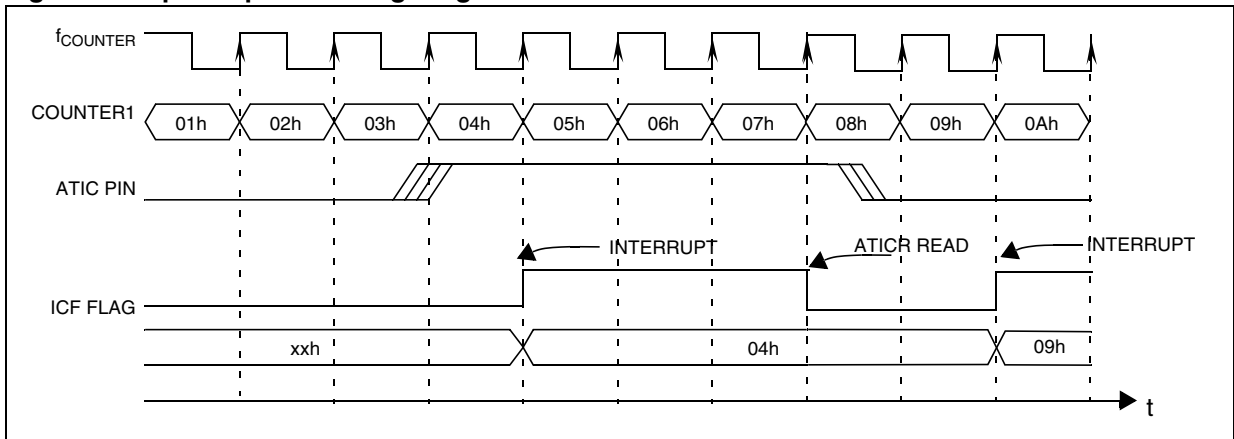 fCOUNTER
COUNTER1 01h 02h 03h 04h 05h 06h 07h 08h 09h 0Ah
ATIC PIN
INTERRUPT ATICR READ INTERRUPT
ICF FLAG
xxh 04h 09h
t